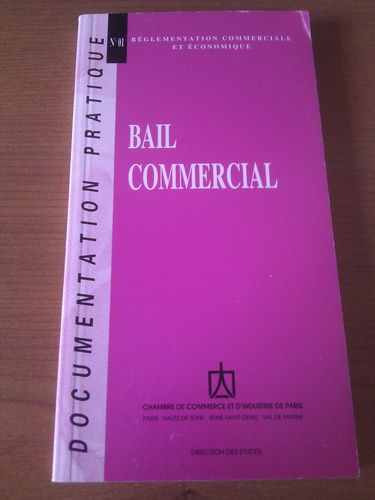 DOCUMENTATION PRATIQUE
N° 01
RÉGLEMENTATION COMMERCIALE
ET ÉCONOMIQUE
BAIL
COMMERCIAL
CHAMBRE DE COMMERCE ET D'INDUSTRIE DE PARIS
PARIS HAUTS DE SEINE SEINE-SAINT-DENIS VAL DE MARNE
DIRECTION DES ETUDES